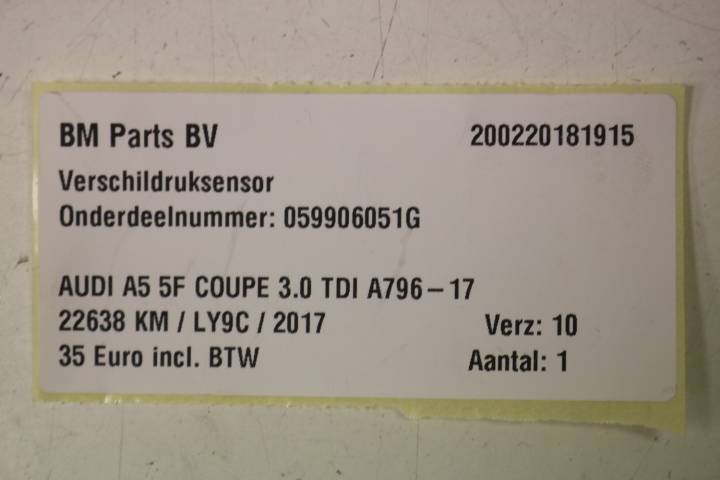 BM Parts BV 200220181915
Verschildruksensor
Onderdeelnummer: 059906051G
AUDI A5 5F COUPE 3.0 TDI A796-17
22638 KM / LY9C / 2017 Verz: 10
35 Euro incl. BTW Aantal: 1